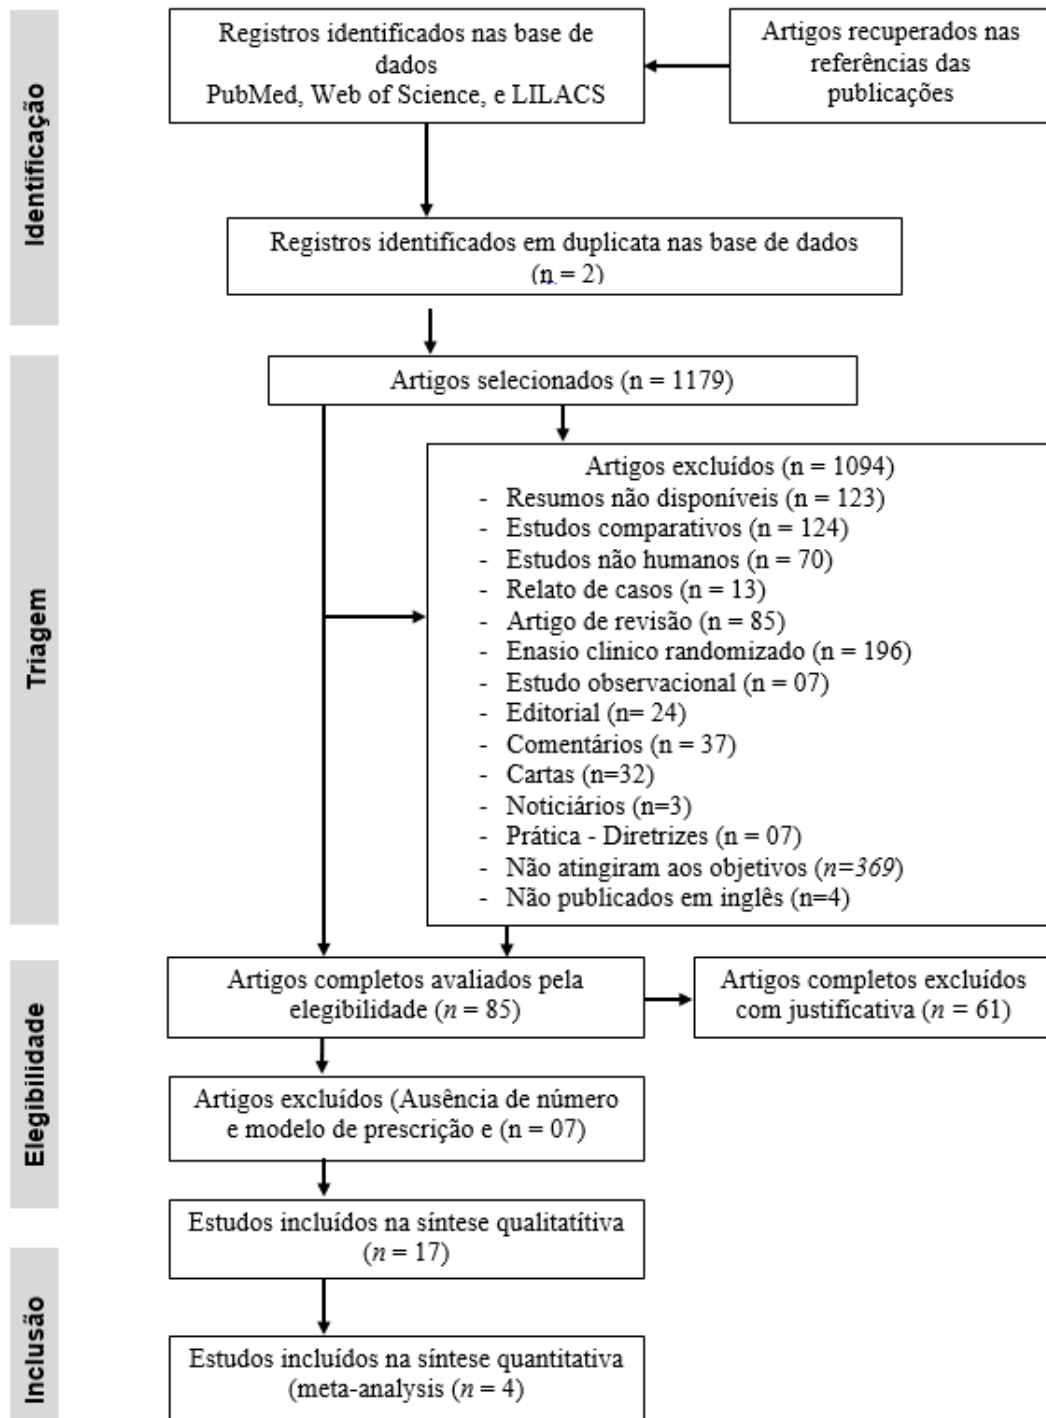 Identificação
Registros identificados nas base de
dados
PubMed, Web of Science, e LILACS
Artigos recuperados nas
referências das
publicações
Registros identificados em duplicata nas base de dados
(n = 2)
Triagem
Artigos selecionados (n = 1179)
Artigos excluídos (n = 1094)
- Resumos não disponíveis (n = 123)
- Estudos comparativos (n = 124)
- Estudos não humanos (n = 70)
- Relato de casos (n = 13)
- Artigo de revisão (n = 85)
- Enasio clinico randomizado (n = 196)
- Estudo observacional (n = 07)
- Editorial (n= 24)
- Comentários (n = 37)
- Cartas (n=32)
- Noticiários (n=3)
- Prática - Diretrizes (n = 07)
- Não atingiram aos objetivos (n=369)
- Não publicados em inglês (n=4)
Elegibilidade
Artigos completos avaliados pela
elegibilidade (n = 85)
Artigos completos excluídos
com justificativa (n = 61)
Artigos excluídos (Ausência de número
e modelo de prescrição e (n = 07)
Estudos incluídos na síntese qualitatítiva
(n = 17)
Inclusão
Estudos incluídos na síntese quantitativa
(meta-analysis (n = 4)